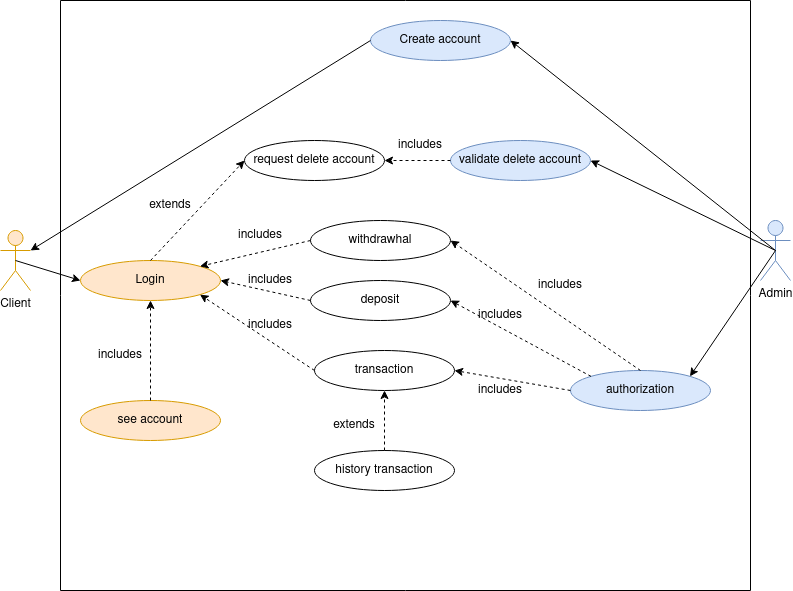 Create account
includes
request delete account
validate delete account
extends
includes
withdrawhal
Login
includes
deposit
includes
Client
Admin
includes
includes
includes
transaction
includes
authorization
see account
extends
history transaction